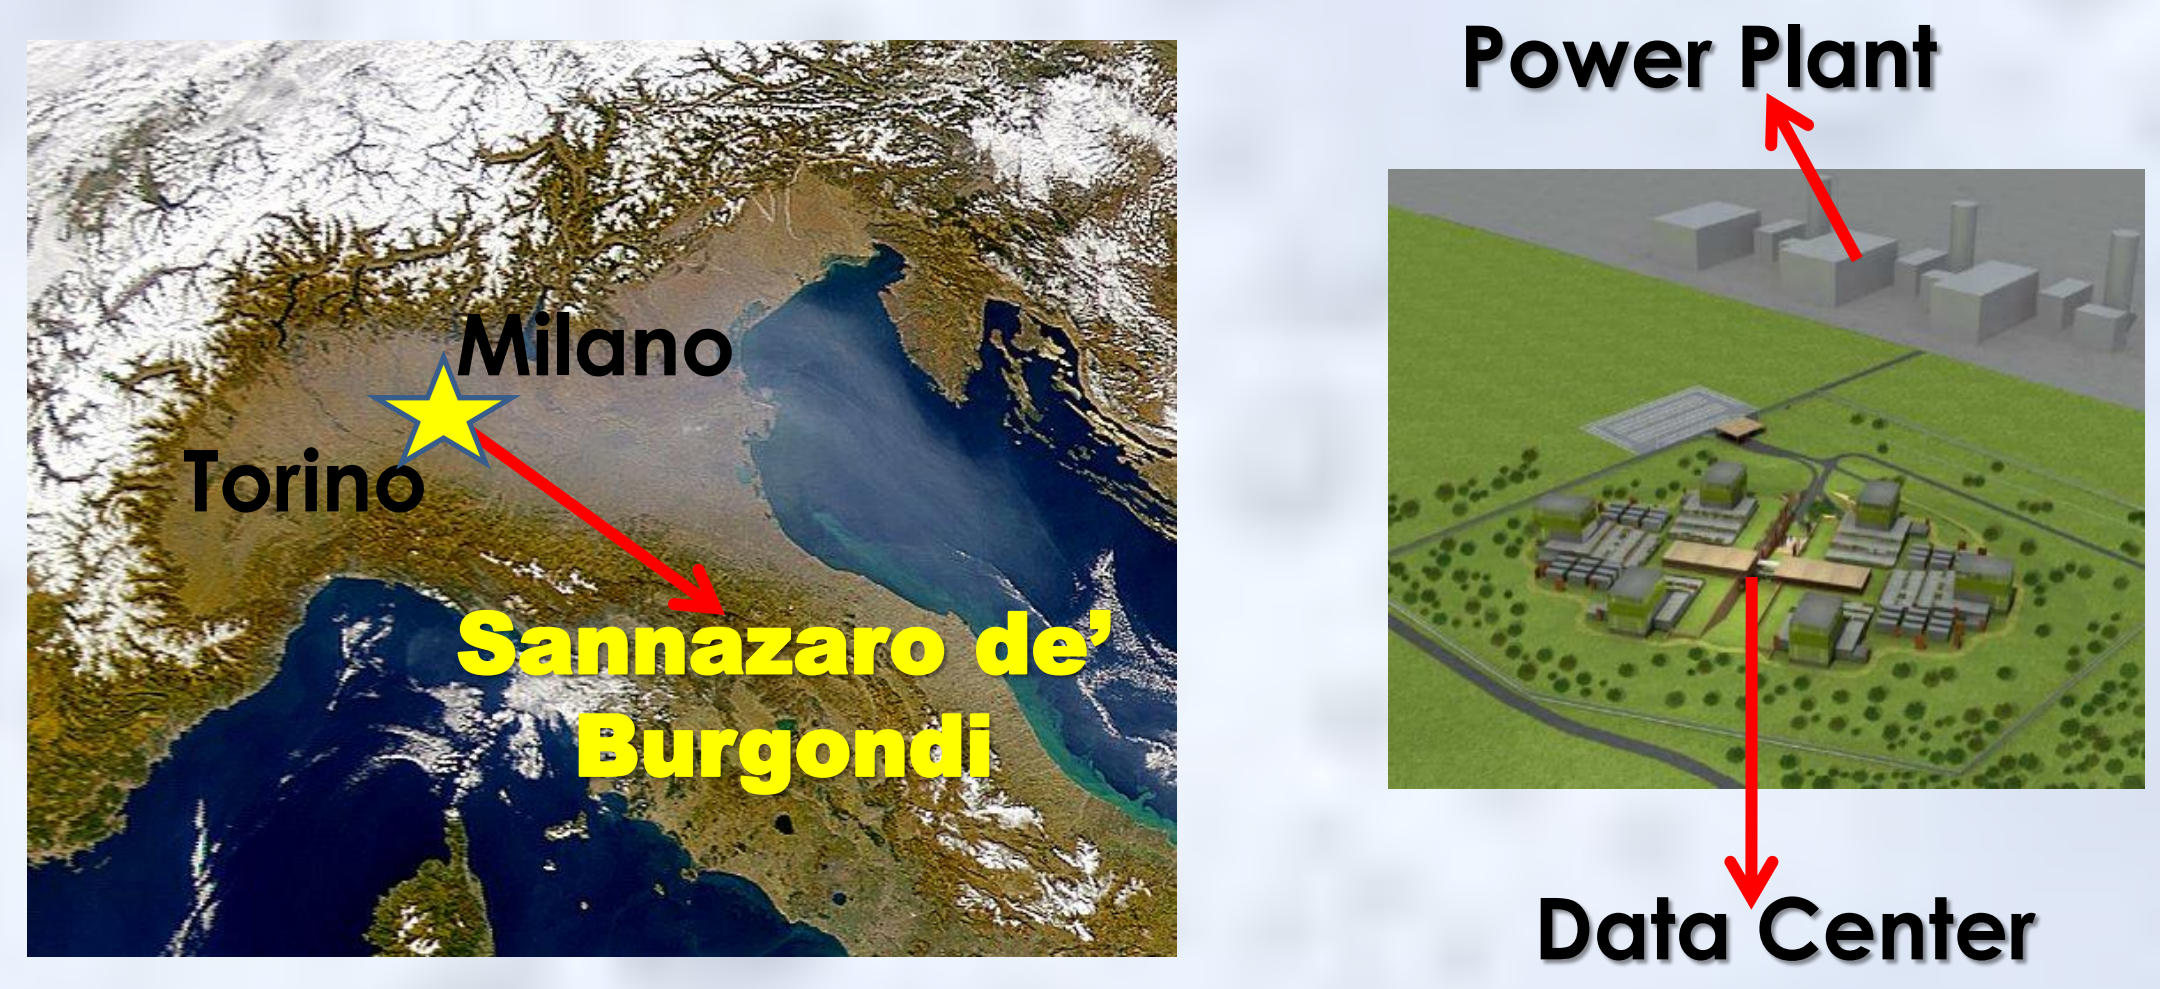 Milano
Torino
Sannazaro de’
Burgondi
Power Plant
Data Center